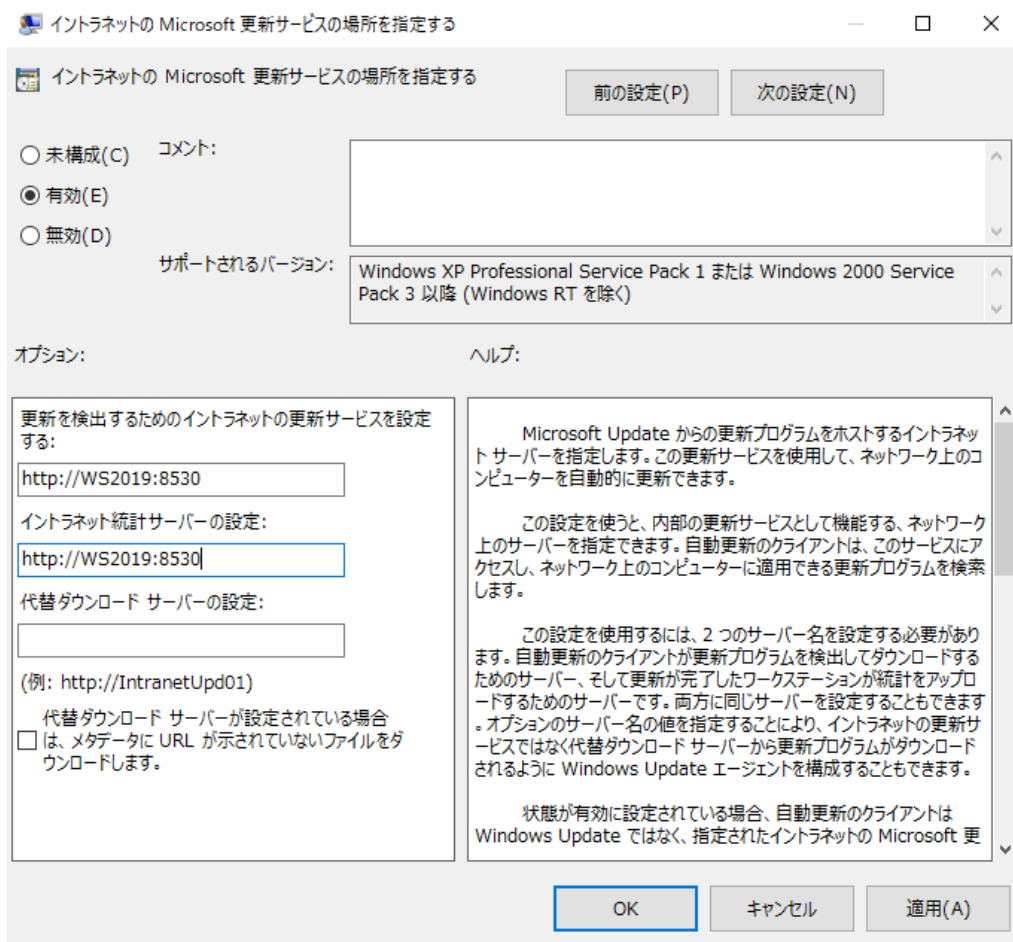 イントラネットの Microsoft 更新サービスの場所を指定する
イントラネットの Microsoft 更新サービスの場所を指定する
前の設定(P)
次の設定(N)
未構成(C)
有効(E)
無効(D)
コメント:
サポートされるバージョン:
Windows XP Professional Service Pack 1 または Windows 2000 Service
Pack 3 以降 (Windows RT を除く)
オプション:
ヘルプ:
更新を検出するためのイントラネットの更新サービスを設定
する:
http://WS2019:8530
イントラネット統計サーバーの設定:
http://WS2019:8530
代替ダウンロード サーバーの設定:
(例: http://IntranetUpd01)
代替ダウンロード サーバーが設定されている場合
は、メタデータに URL が示されていないファイルをダ
ウンロードします。
Microsoft Update からの更新プログラムをホストするイントラネッ
ト サーバーを指定します。この更新サービスを使用して、ネットワーク上のコ
ンピューターを自動的に更新できます。
この設定を使うと、内部の更新サービスとして機能する、ネットワーク
上のサーバーを指定できます。自動更新のクライアントは、このサービスにア
クセスし、ネットワーク上のコンピューターに適用できる更新プログラムを検索
します。
この設定を使用するには、2 つのサーバー名を設定する必要があり
ます。自動更新のクライアントが更新プログラムを検出してダウンロードする
ためのサーバー、そして更新が完了したワークステーションが統計をアップロ
ードするためのサーバーです。両方に同じサーバーを設定することもできます
。オプションのサーバー名の値を指定することにより、イントラネットの更新サ
ービスではなく代替ダウンロード サーバーから更新プログラムがダウンロード
されるように Windows Update エージェントを構成することもできます。
状態が有効に設定されている場合、自動更新のクライアントは
Windows Update ではなく、指定されたイントラネットの Microsoft 更
OK
キャンセル
適用(A)